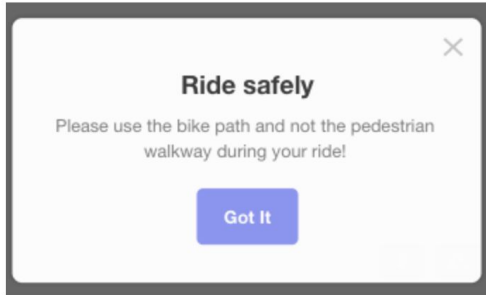 Ride safely
Please use the bike path and not the pedestrian
walkway during your ride!
Got It